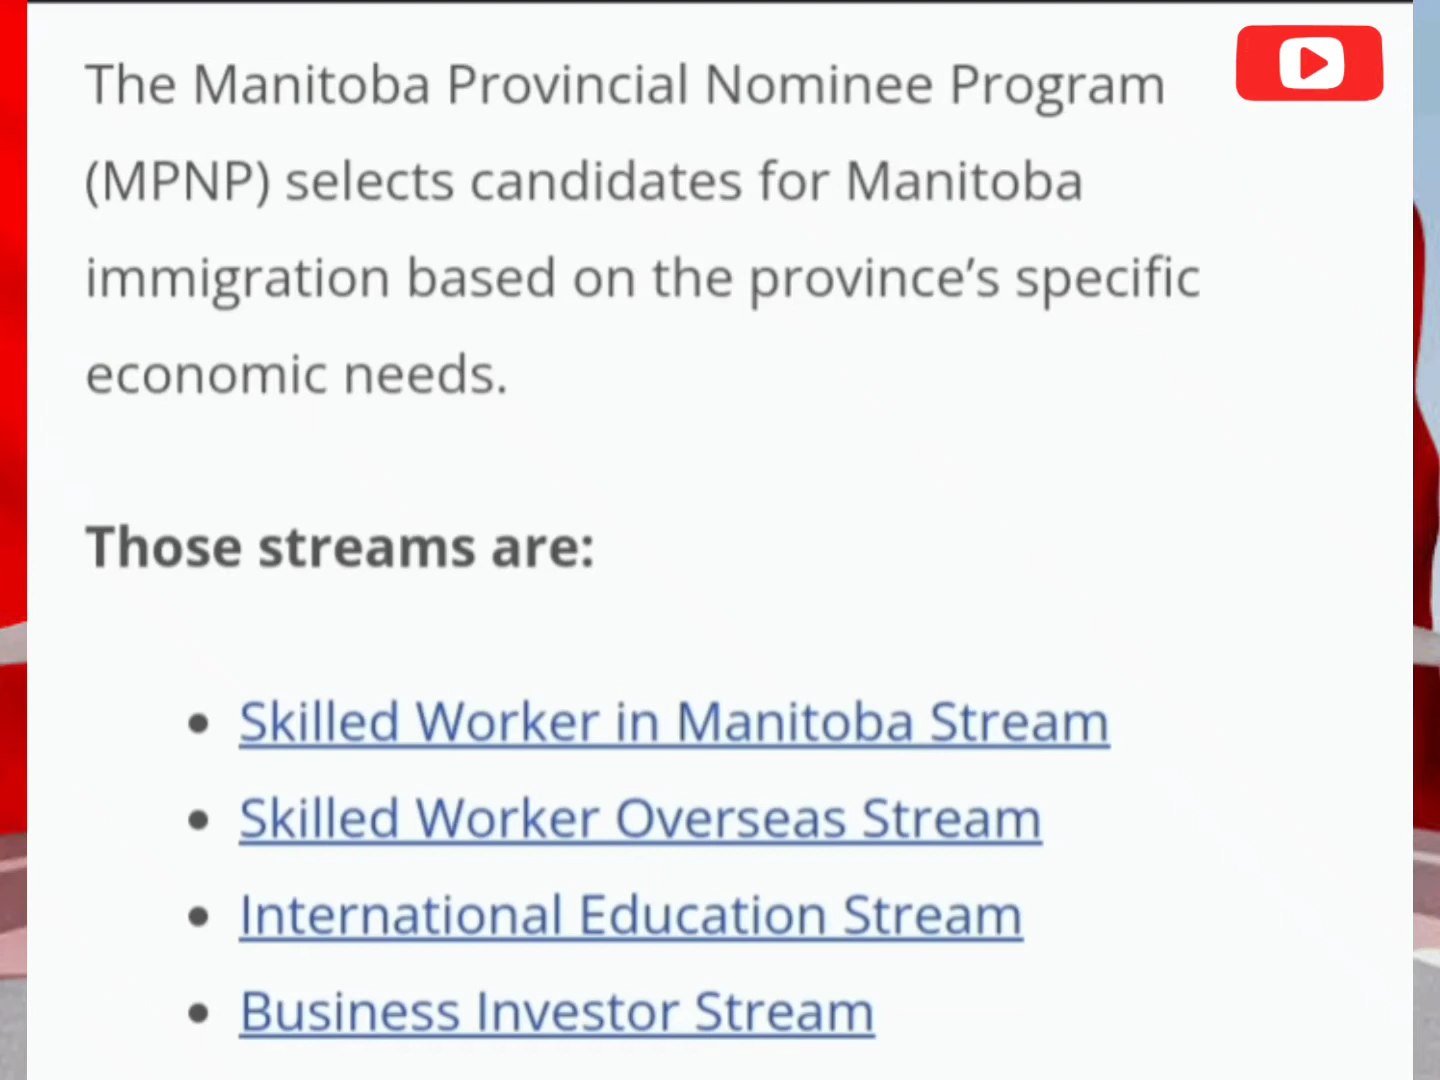 The Manitoba Provincial Nominee Program
(MPNP) selects candidates for Manitoba
immigration based on the province’s specific
economic needs.
Those streams are:
Skilled Worker in Manitoba Stream
Skilled Worker Overseas Stream
International Education Stream
Business Investor Stream